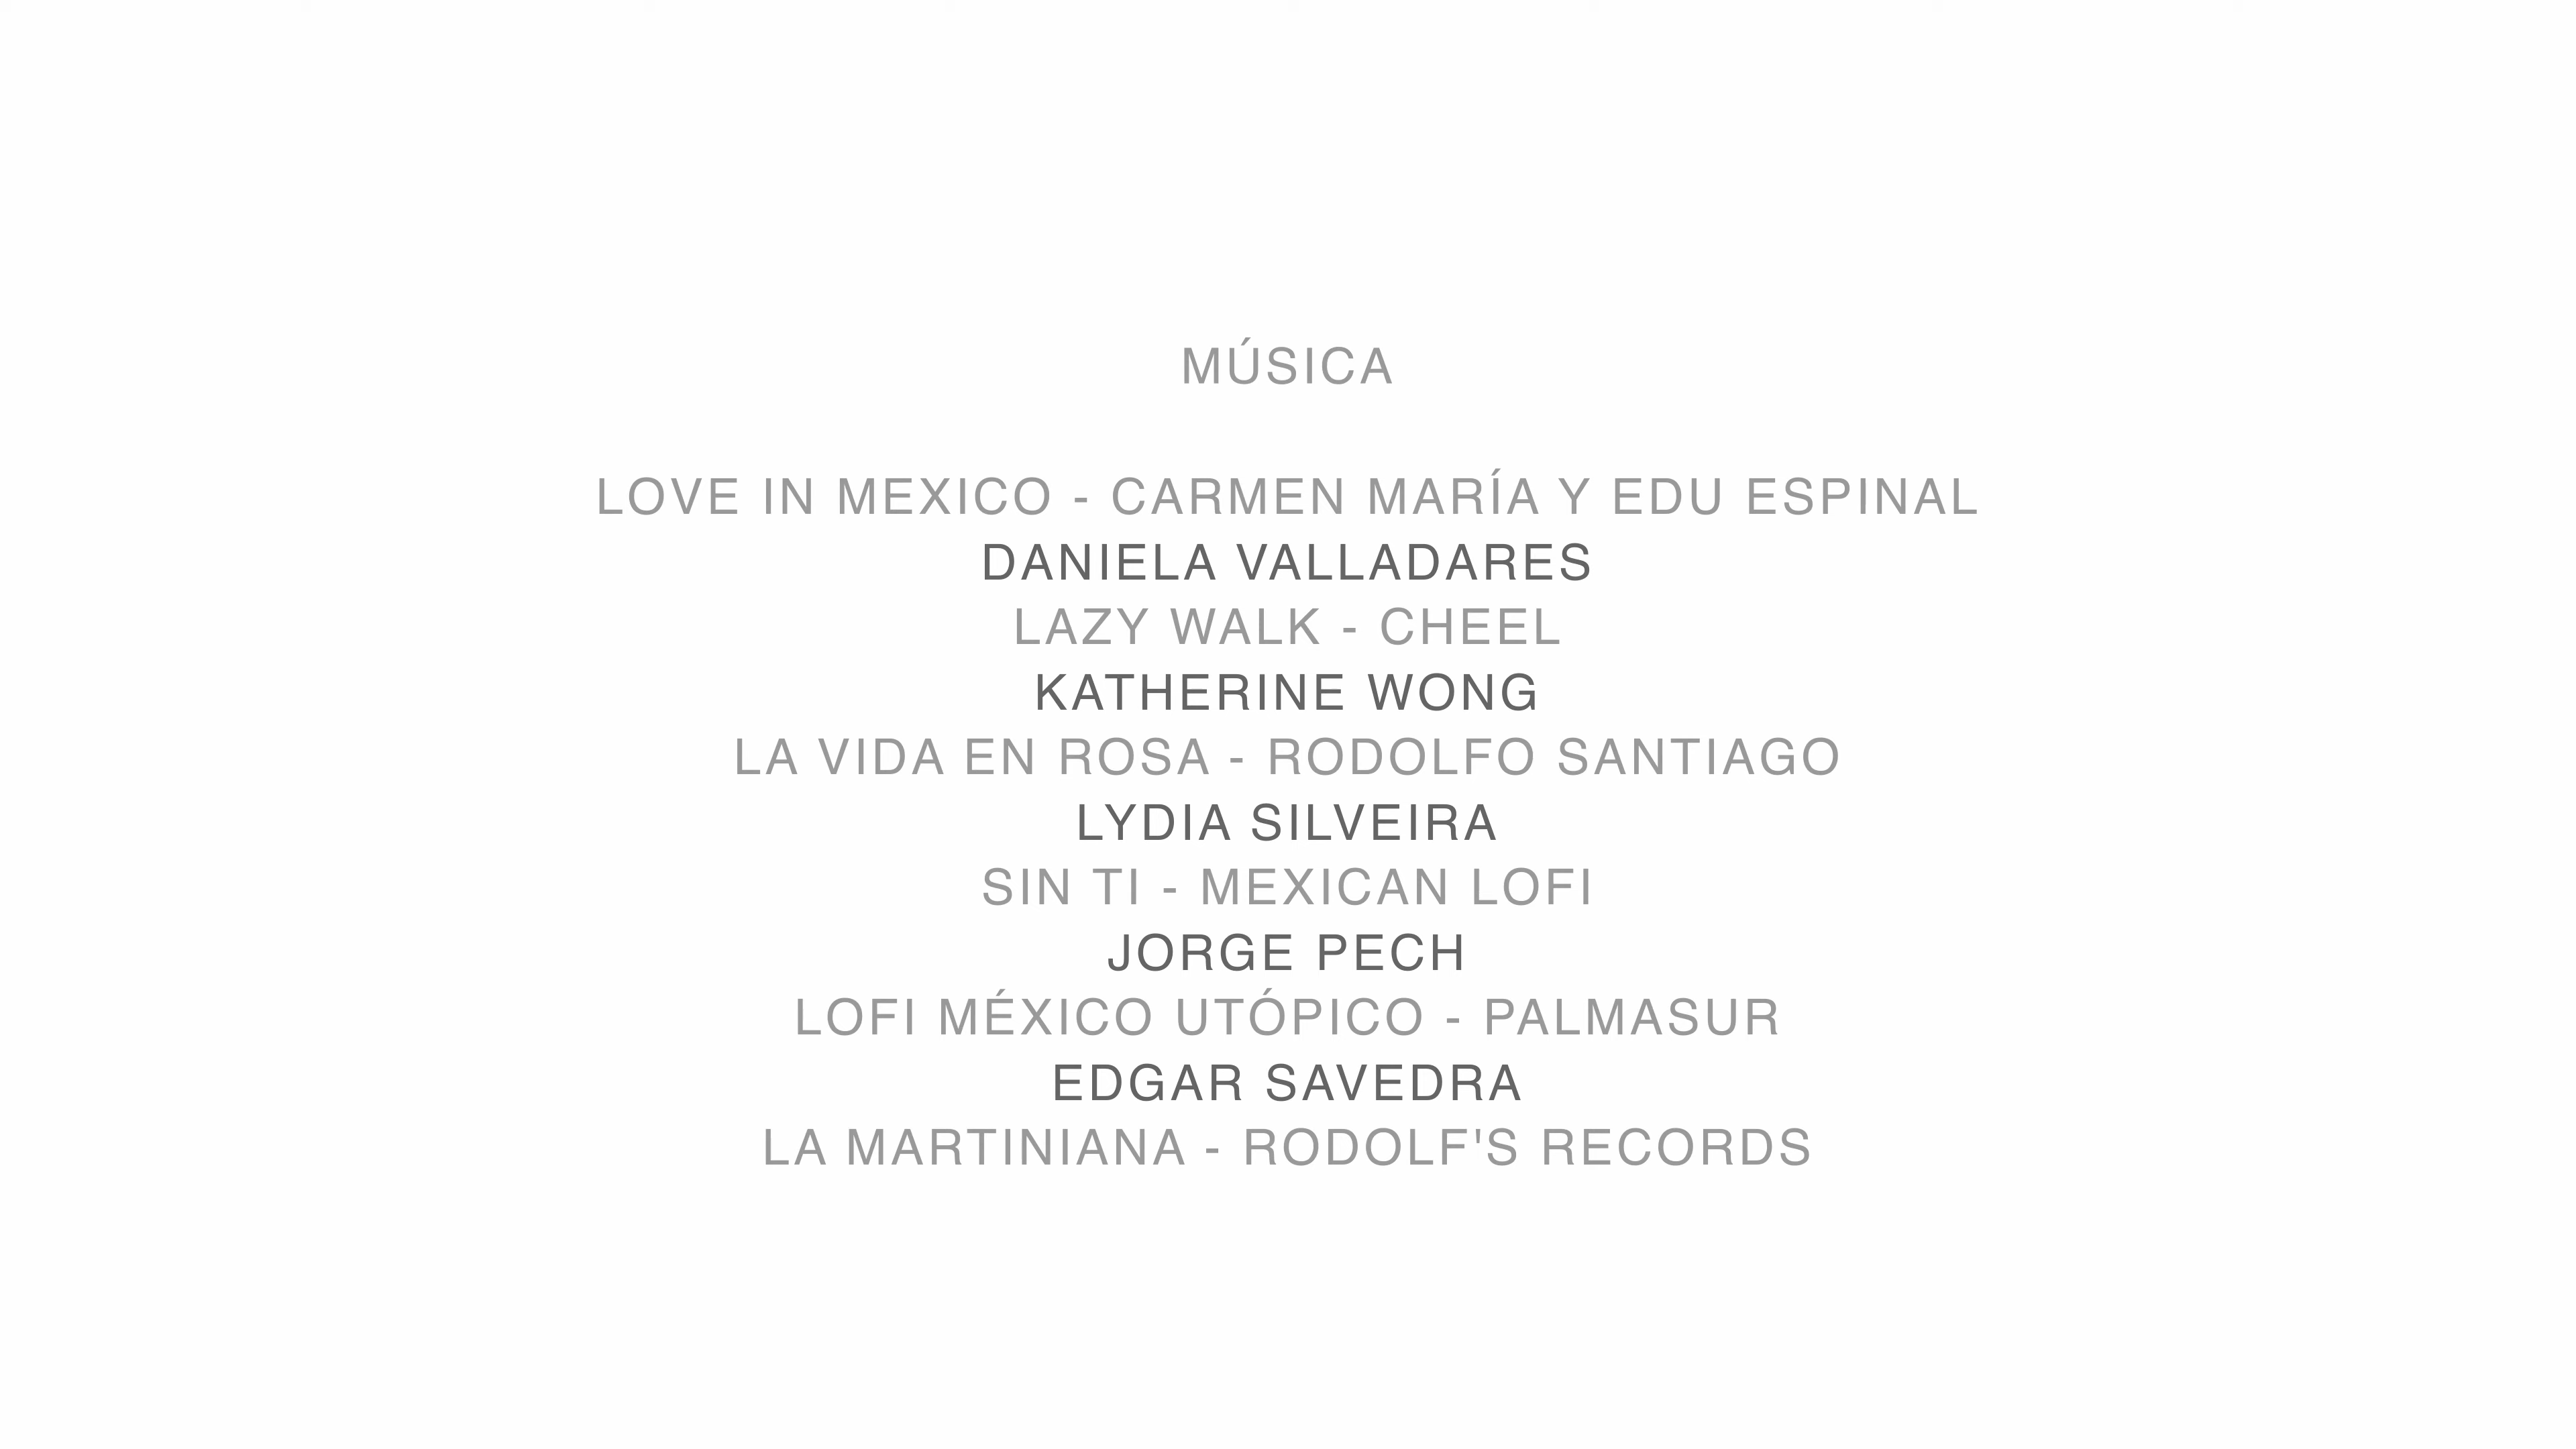 MÚSICA
LOVE IN MEXICO - CARMEN MARÍA Y EDU ESPINAL
DANIELA VALLADARES
LAZY WALK - CHEEL
KATHERINE WONG
LA VIDA EN ROSA - RODOLFO SANTIAGO
LYDIA SILVEIRA
SIN TI - MEXICAN LOFI
JORGE PECH
LOFI MÉXICO UTÓPICO - PALMASUR
EDGAR SAVEDRA
LA MARTINIANA - RODOLF'S RECORDS